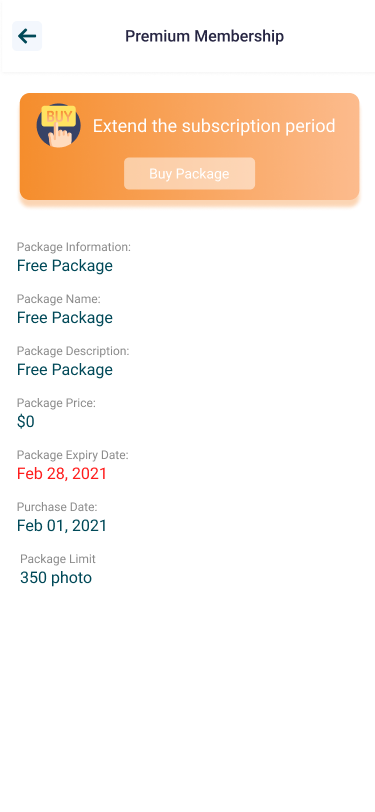 Premium Membership
BUY
Extend the subscription period
Buy Package
Package Information:
Free Package
Package Name:
Free Package
Package Description:
Free Package
Package Price:
$0
Package Expiry Date:
Feb 28, 2021
Purchase Date:
Feb 01, 2021
Package Limit
350 photo